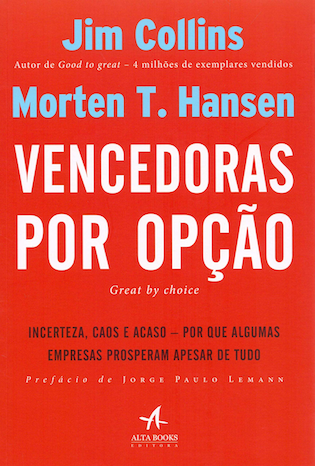 Jim Collins
Autor de Good to great – 4 milhões de exemplares vendidos
Morten T. Hansen
VENCEDORAS
POR OPÇÃO
Great by choice
INCERTEZA, CAOS E ACASO – POR QUE ALGUMAS
EMPRESAS PROSPERAM APESAR DE TUDO
Prefácio de JORGE PAULO LEMANN
A
ALTA BOOKS
EDITORA